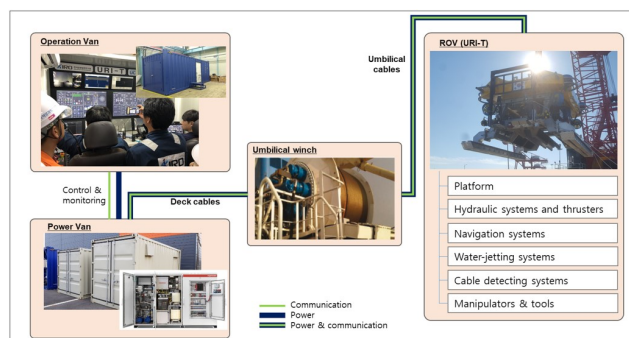 Operation Van
URI-T
Control &
monitoring
Power Van
Deck cables
Umbilical winch
Umbilical
cables
ROV (URI-T)
Platform
Hydraulic systems and thrusters
Navigation systems
Water-jetting systems
Cable detecting systems
Manipulators & tools
Communication
Power
Power & communication